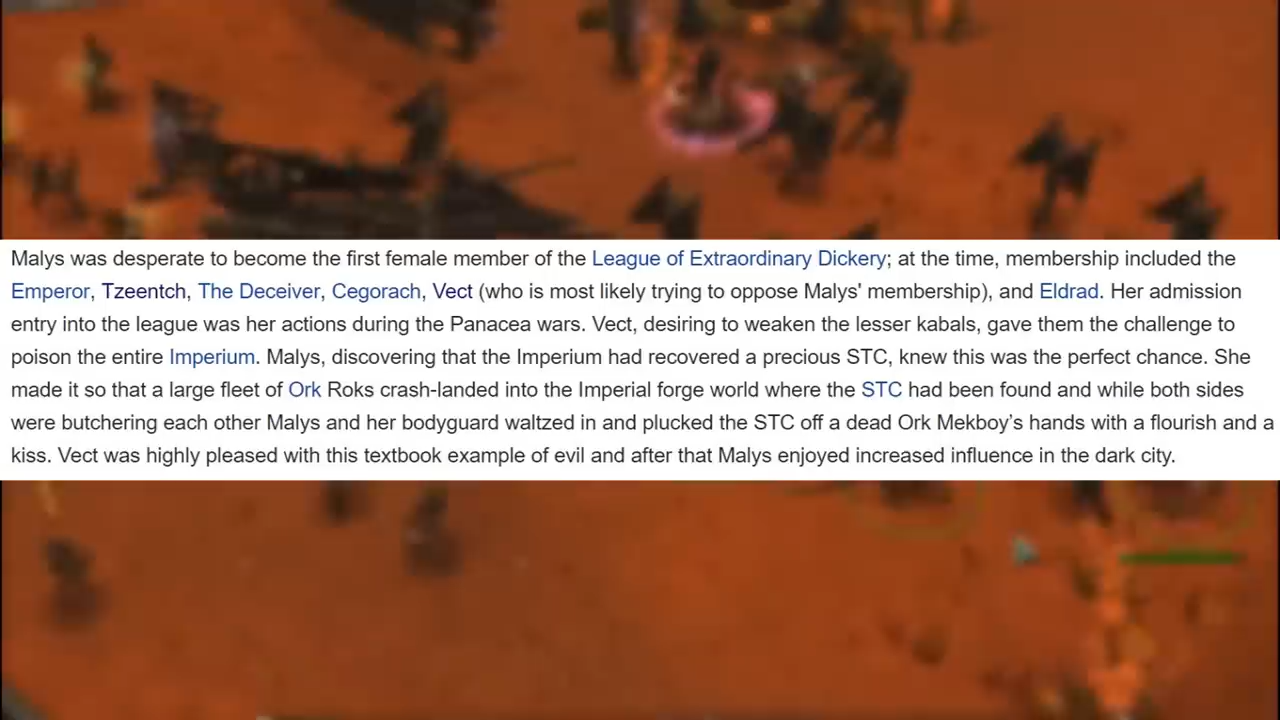 Malys was desperate to become the first female member of the League of Extraordinary Dickery; at the time, membership included the
Emperor, Tzeentch, The Deceiver, Cegorach, Vect (who is most likely trying to oppose Malys' membership), and Eldrad. Her admission
entry into the league was her actions during the Panacea wars. Vect, desiring to weaken the lesser kabals, gave them the challenge to
poison the entire Imperium. Malys, discovering that the Imperium had recovered a precious STC, knew this was the perfect chance. She
made it so that a large fleet of Ork Roks crash-landed into the Imperial forge world where the STC had been found and while both sides
were butchering each other Malys and her bodyguard waltzed in and plucked the STC off a dead Ork Mekboy’s hands with a flourish and a
kiss. Vect was highly pleased with this textbook example of evil and after that Malys enjoyed increased influence in the dark city.